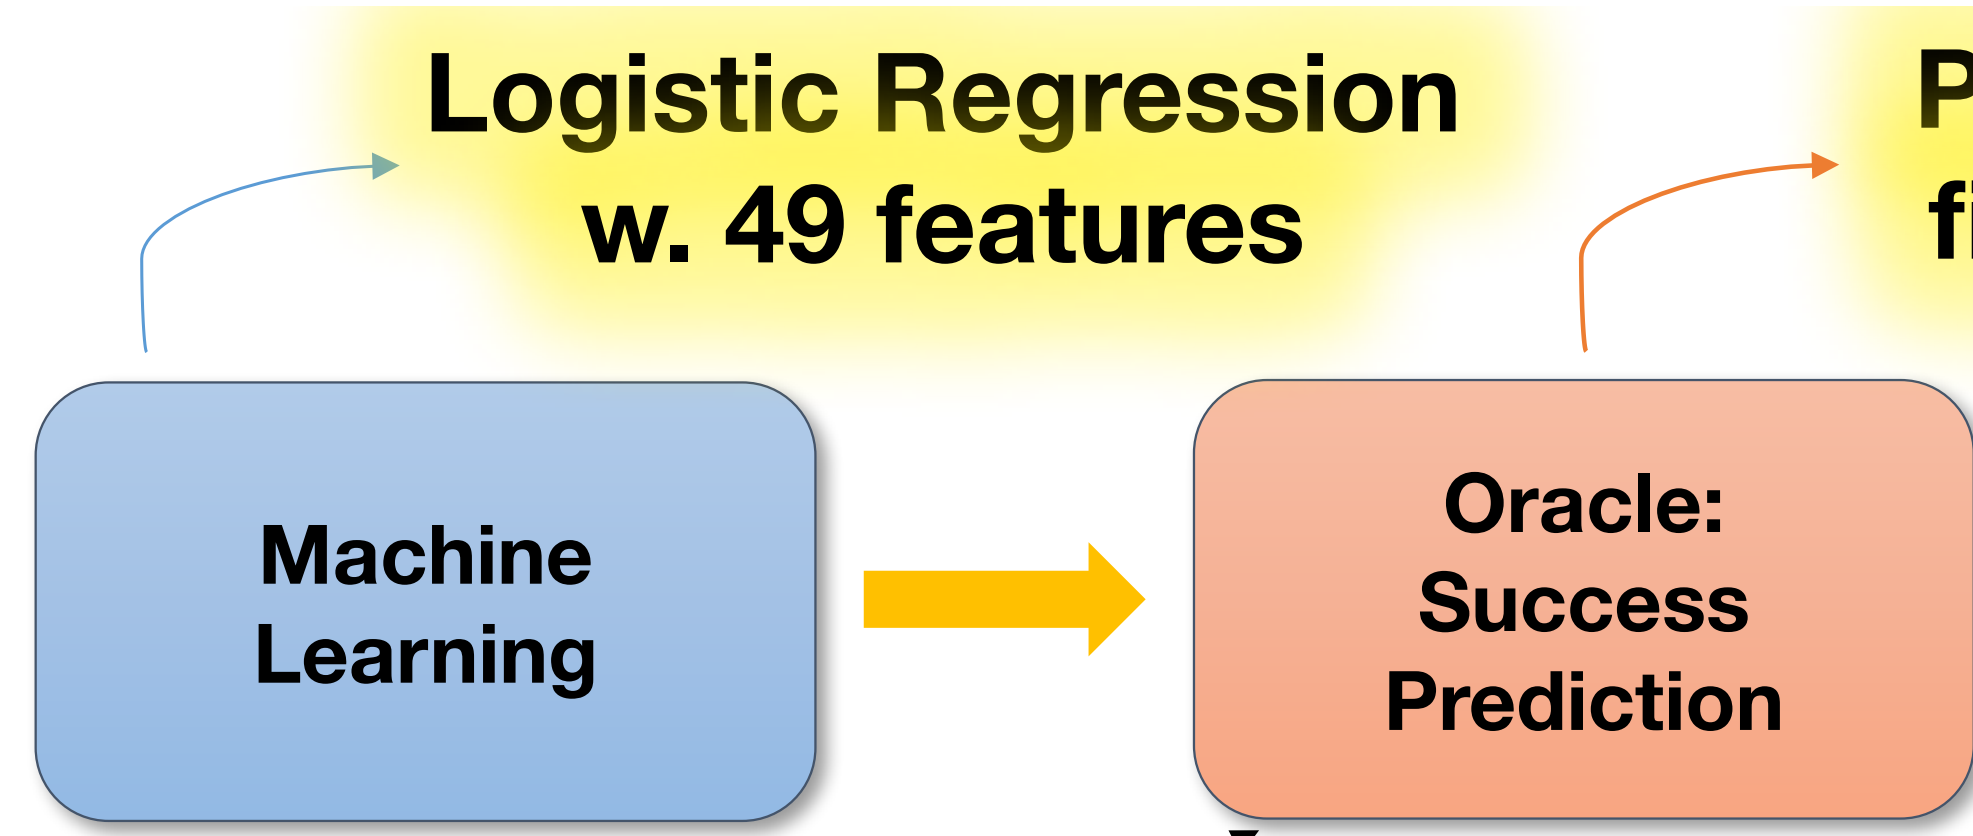 Logistic Regression
w. 49 features
Machine
Learning
Oracle:
Success
Prediction